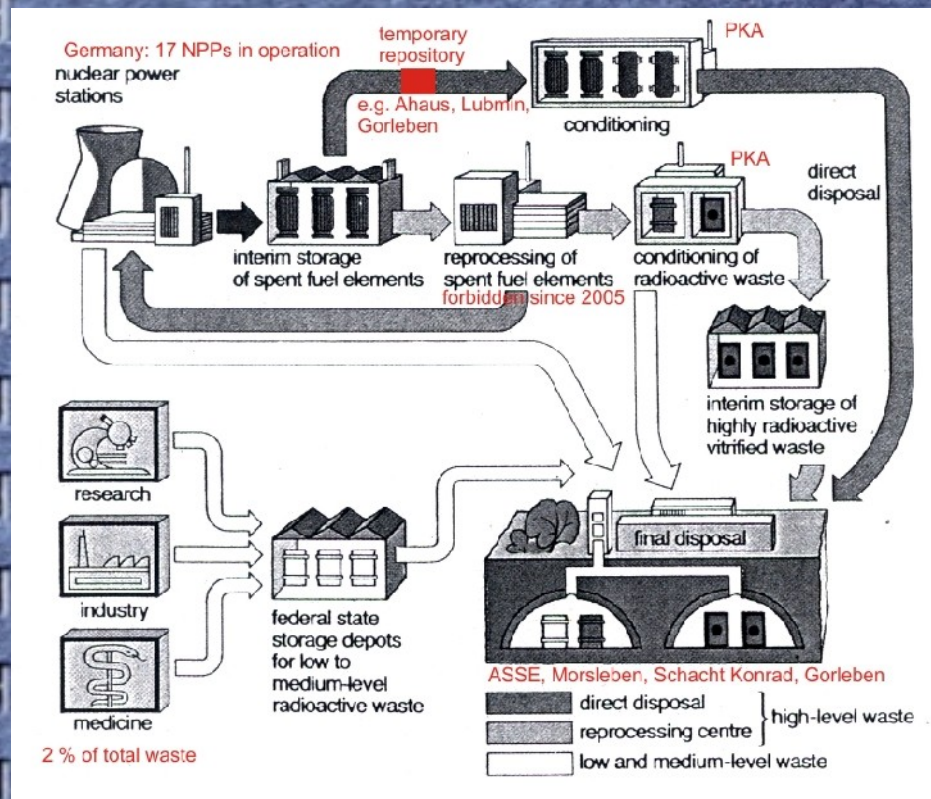 Germany: 17 NPPs in operation
nuclear power
stations
temporary
repository
e.g. Ahaus, Lubmin,
Gorleben
PKA
conditioning
PKA
direct
disposal
interim storage
of spent fuel elements
reprocessing of
spent fuel elements
forbidden since 2005
conditioning of
radioactive waste
interim storage of
highly radioactive
vitrified waste
research
industry
medicine
2 % of total waste
federal state
storage depots
for low to
medium-level
radioactive waste
final disposal
ASSE, Morsleben, Schacht Konrad, Gorleben
direct disposal
reprocessing centre
high-level waste
low and medium-level waste